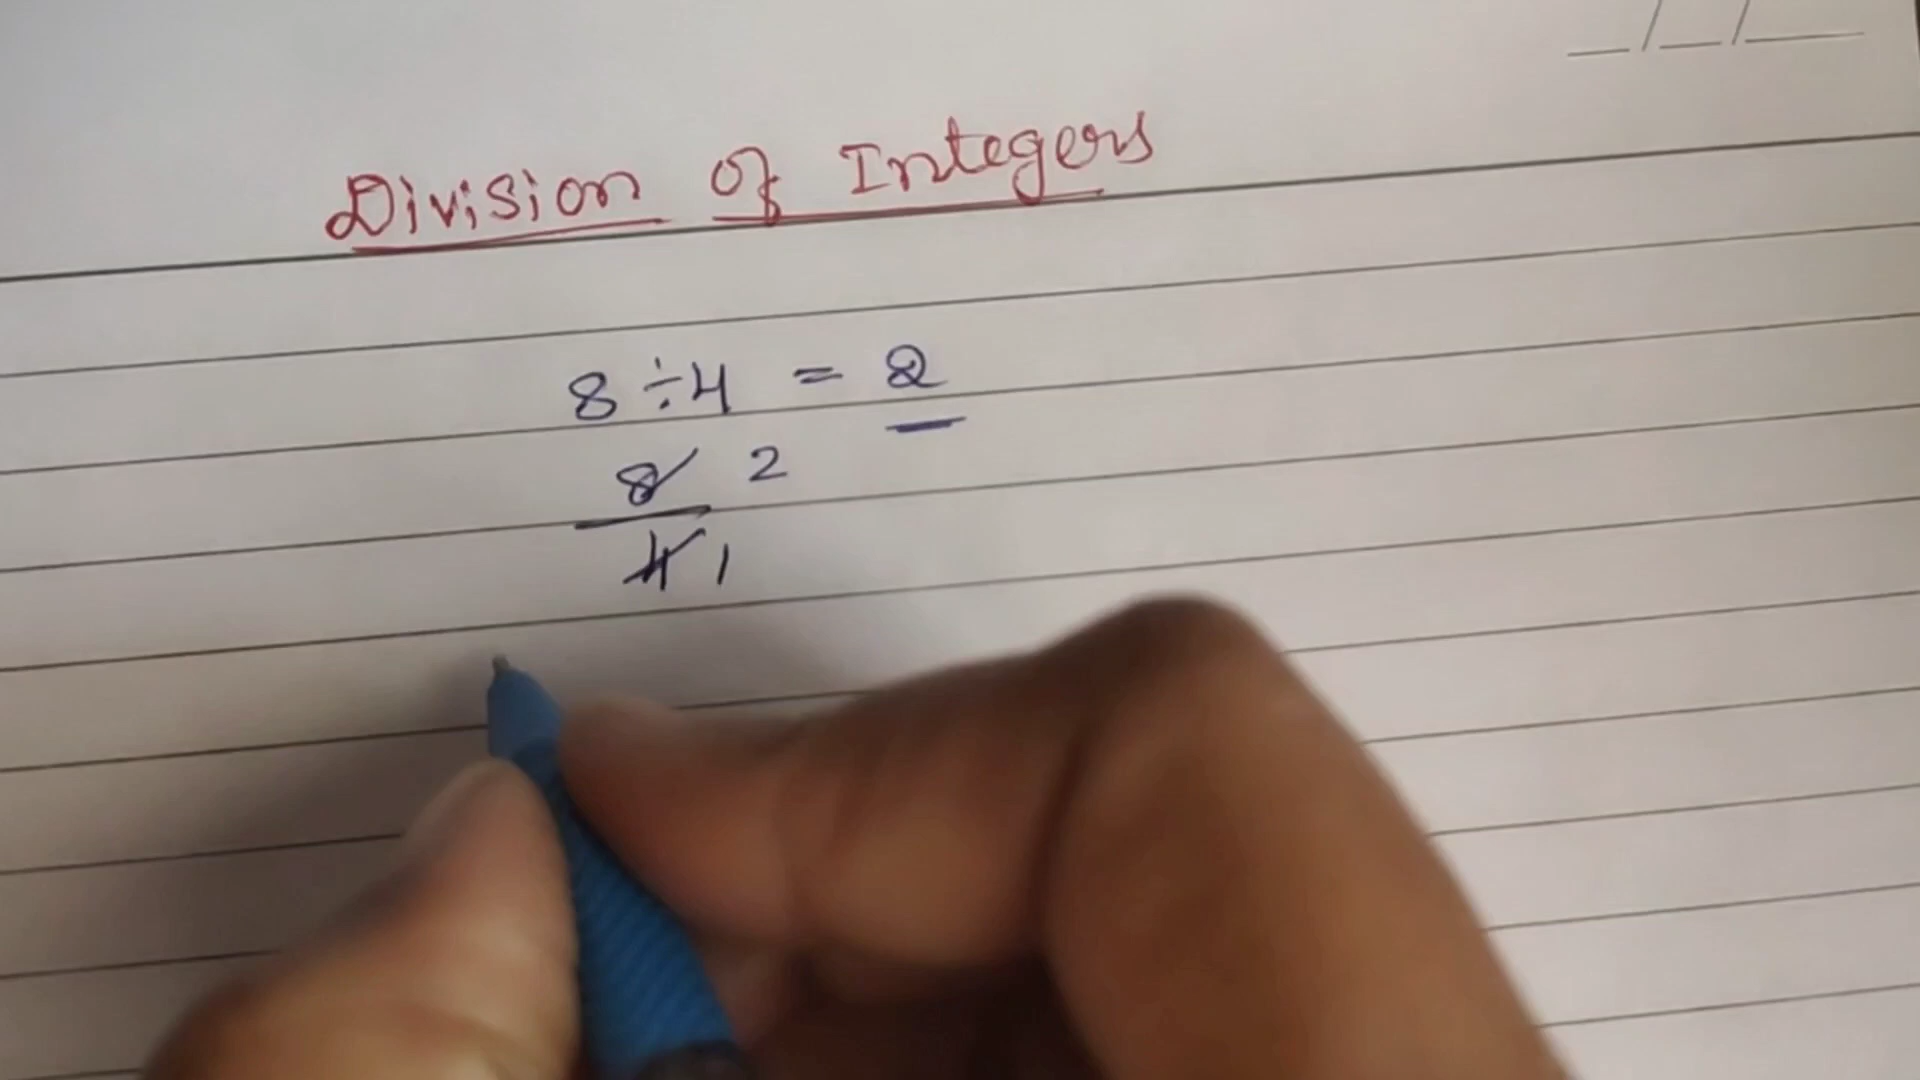 Division of Integers
8 ÷ 4 = 2
8 2
4 1